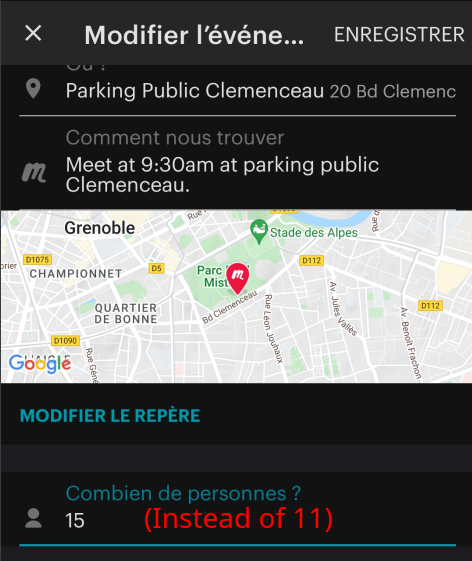 Modifier l'événe... ENREGISTRER
Où ?
Parking Public Clemenceau 20 Bd Clemenc
Comment nous trouver
Meet at 9:30am at parking public
Clemenceau.
Grenoble
Stade des Alpes
D1075
CHAMPIONNET
D5
Parc
Mist
D112
Bd Clemenceau
QUARTIER
DE BONNE
Rue Léon Jouhaux
Av. Jules Vallès
D112
Av. Benoit Frachon
D1090
Rue Géné
Google
MODIFIER LE REPÈRE
Combien de personnes ?
15 (Instead of 11)